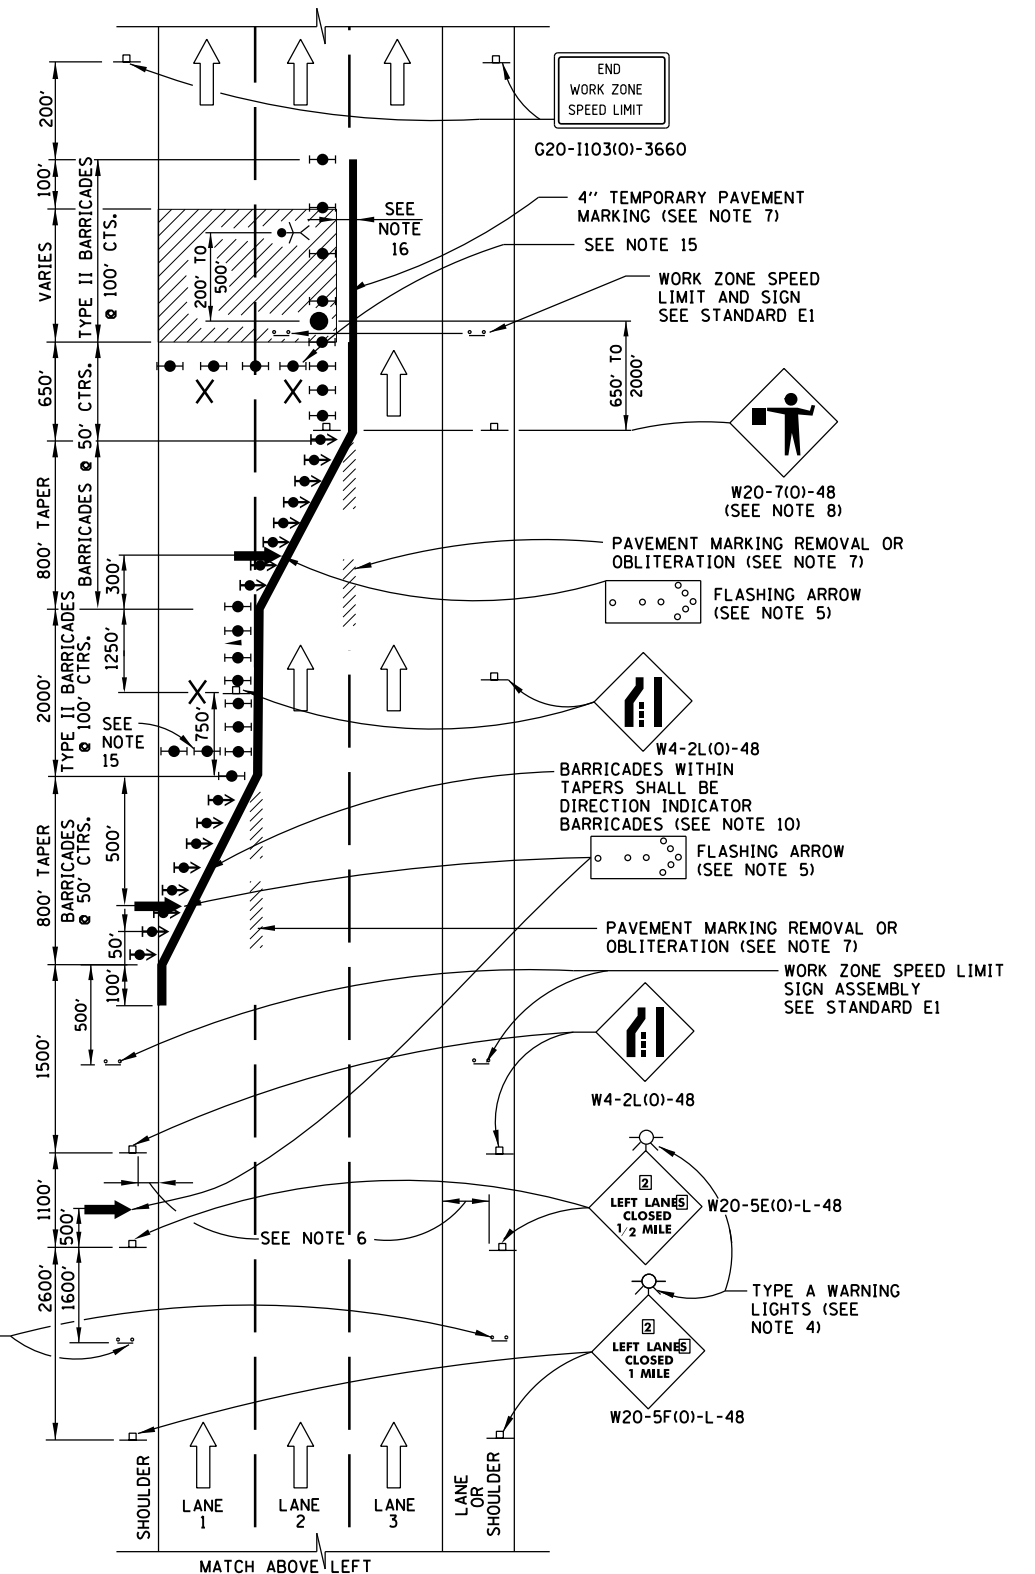 END
WORK ZONE
SPEED LIMIT
G20-I103(O)-3660
200'
100'
VARIES
TYPE II BARRICADES
@ 100' CTS.
SEE
NOTE
16
200' TO
500'
4'' TEMPORARY PAVEMENT
MARKING (SEE NOTE 7)
SEE NOTE 15
WORK ZONE SPEED
LIMIT AND SIGN
SEE STANDARD E1
650'
BARRICADES @ 50' CTRS.
650' TO
2000'
W20-7(O)-48
(SEE NOTE 8)
800' TAPER
300'
PAVEMENT MARKING REMOVAL OR
OBLITERATION (SEE NOTE 7)
FLASHING ARROW
(SEE NOTE 5)
2000'
TYPE II BARRICADES
@ 100' CTRS.
1250'
750'
SEE
NOTE
15
W4-2L(O)-48
BARRICADES WITHIN
TAPERS SHALL BE
DIRECTION INDICATOR
BARRICADES (SEE NOTE 10)
FLASHING ARROW
(SEE NOTE 5)
800' TAPER
BARRICADES
@ 50' CTRS.
500'
50'
100'
PAVEMENT MARKING REMOVAL OR
OBLITERATION (SEE NOTE 7)
WORK ZONE SPEED LIMIT
SIGN ASSEMBLY
SEE STANDARD E1
500'
1500'
W4-2L(O)-48
2
LEFT LANES
CLOSED
1/2 MILE
W20-5E(O)-L-48
1100'
500'
SEE NOTE 6
2600'
1600'
TYPE A WARNING
LIGHTS (SEE
NOTE 4)
2
LEFT LANES
CLOSED
1 MILE
W20-5F(O)-L-48
SHOULDER
LANE
1
LANE
2
LANE
3
LANE
OR
SHOULDER
MATCH ABOVE LEFT